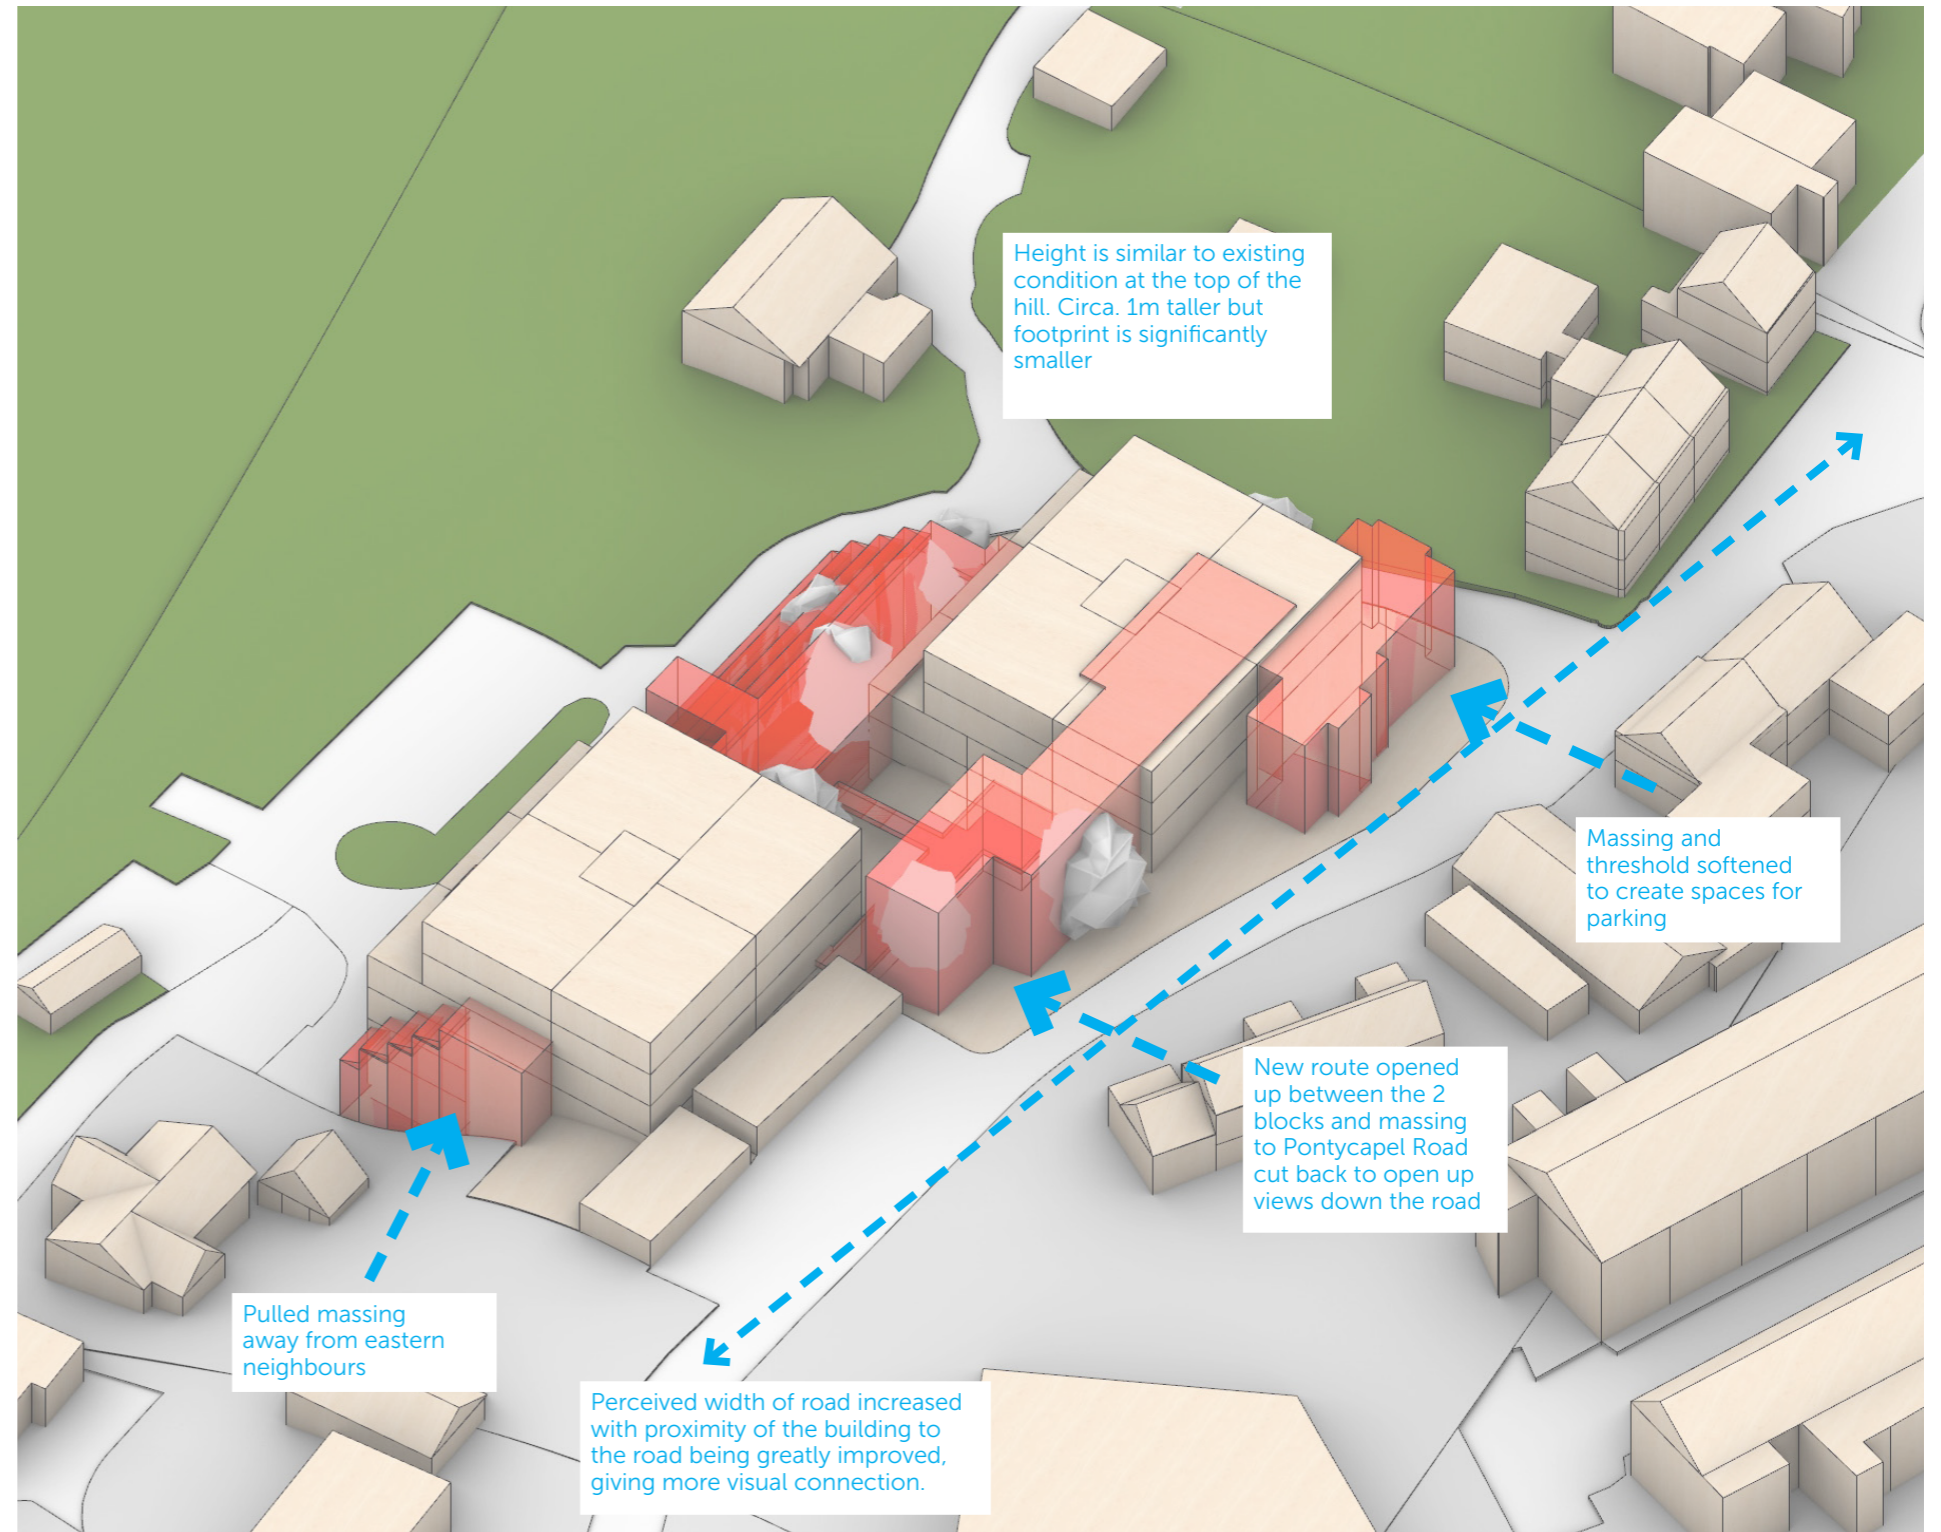 Height is similar to existing
condition at the top of the
hill. Circa. 1m taller but
footprint is significantly
smaller
Massing and
threshold softened
to create spaces for
parking
New route opened
up between the 2
blocks and massing
to Pontycapel Road
cut back to open up
views down the road
Pulled massing
away from eastern
neighbours
Perceived width of road increased
with proximity of the building to
the road being greatly improved,
giving more visual connection.